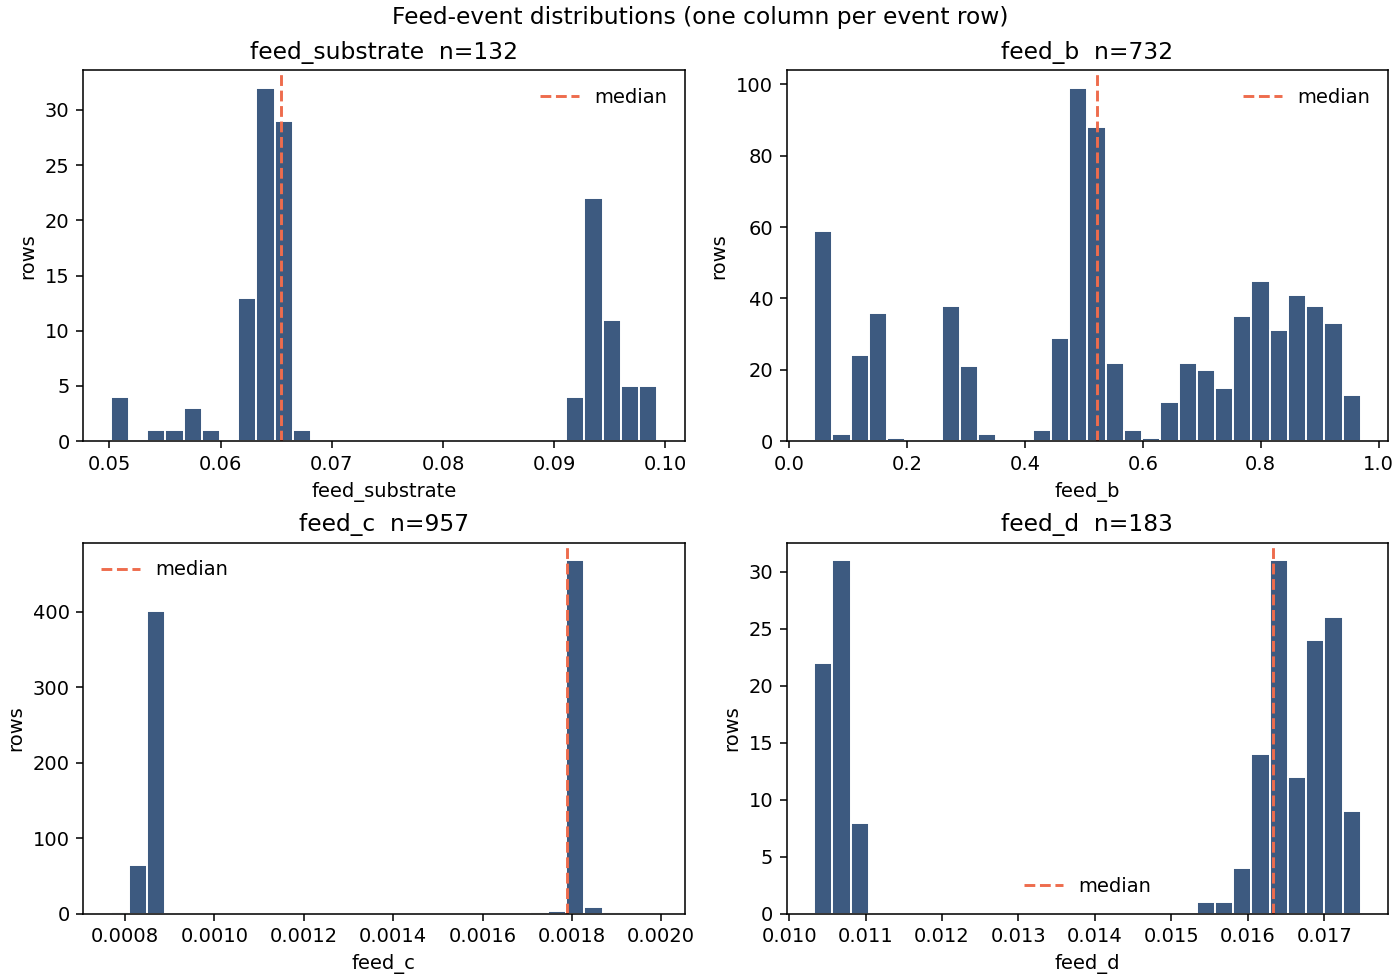 Feed-event distributions (one column per event row)
feed_substrate n=132
rows
30
25
20
15
10
5
0
median
0.05 0.06 0.07 0.08 0.09 0.10
feed_substrate
feed_b n=732
rows
100
80
60
40
20
0
median
0.0 0.2 0.4 0.6 0.8 1.0
feed_b
feed_c n=957
rows
400
300
200
100
0
median
0.0008 0.0010 0.0012 0.0014 0.0016 0.0018 0.0020
feed_c
feed_d n=183
rows
30
25
20
15
10
5
0
median
0.010 0.011 0.012 0.013 0.014 0.015 0.016 0.017
feed_d